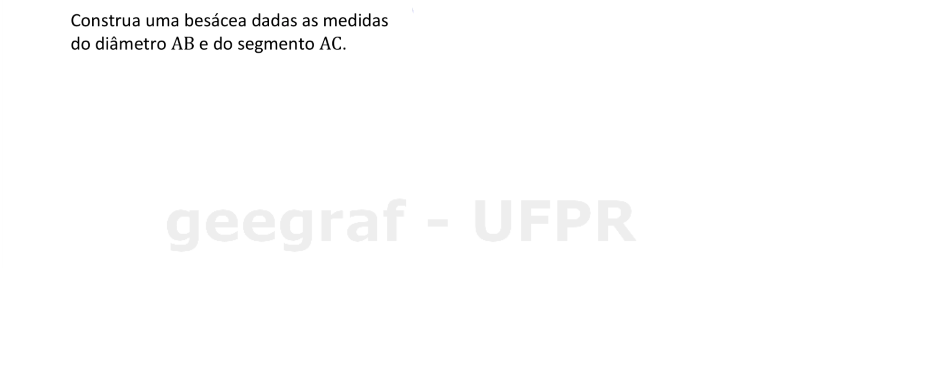 Construa uma besácea dadas as medidas
do diâmetro AB e do segmento AC.
geegraf - UFPR